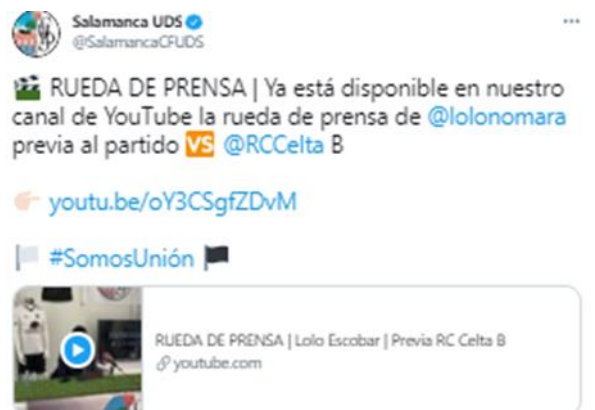 Salamanca UDS
@SalamancaCFUDS
🎬 RUEDA DE PRENSA | Ya está disponible en nuestro
canal de YouTube la rueda de prensa de @lolonomara
previa al partido 🆚 @RCCelta B
👉🏻 youtu.be/oY3CSgfZDvM
🏳️ #SomosUnión 🏴
RUEDA DE PRENSA | Lolo Escobar | Previa RC Celta B
youtube.com